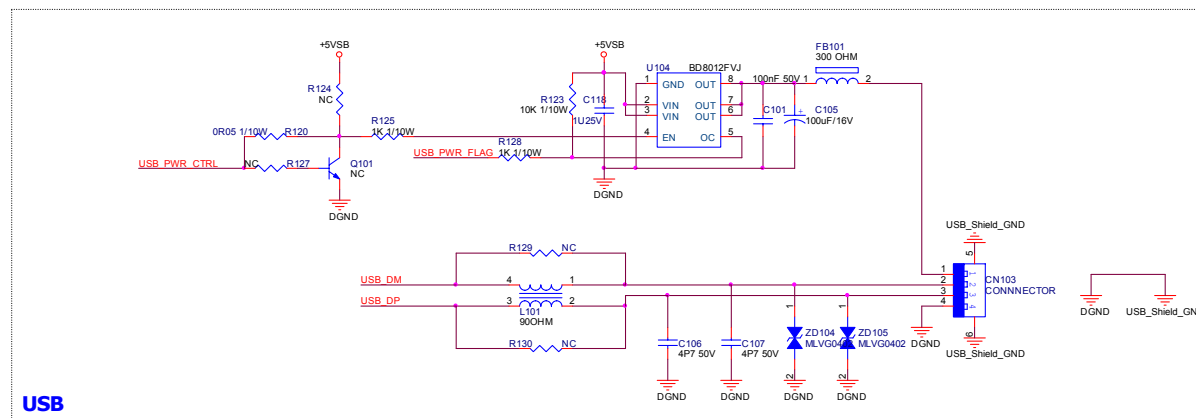 +5VSB
R124
NC
0R05 1/10W
R120
R125
1K 1/10W
USB_PWR_CTRL
NC
R127
Q101
NC
DGND
+5VSB
R123
10K 1/10W
C118
1U25V
USB_PWR_FLAG
R128
1K 1/10W
DGND
U104
BD8012FVJ
1
GND
OUT
8
2
VIN
OUT
7
3
VIN
OUT
6
4
EN
OC
5
100nF 50V
C101
C105
+
100uF/16V
FB101
300 OHM
1
2
R129
NC
USB_DM
4
1
USB_DP
3
2
L101
90OHM
R130
NC
C106
4P7 50V
DGND
C107
4P7 50V
DGND
1
ZD104
2
DGND
1
ZD105
MLVG0402
2
DGND
USB_Shield_GND
5
1
2
3
4
1
2
3
4
CN103
CONNNECTOR
DGND
6
USB_Shield_GND
DGND
USB_Shield_GN
USB